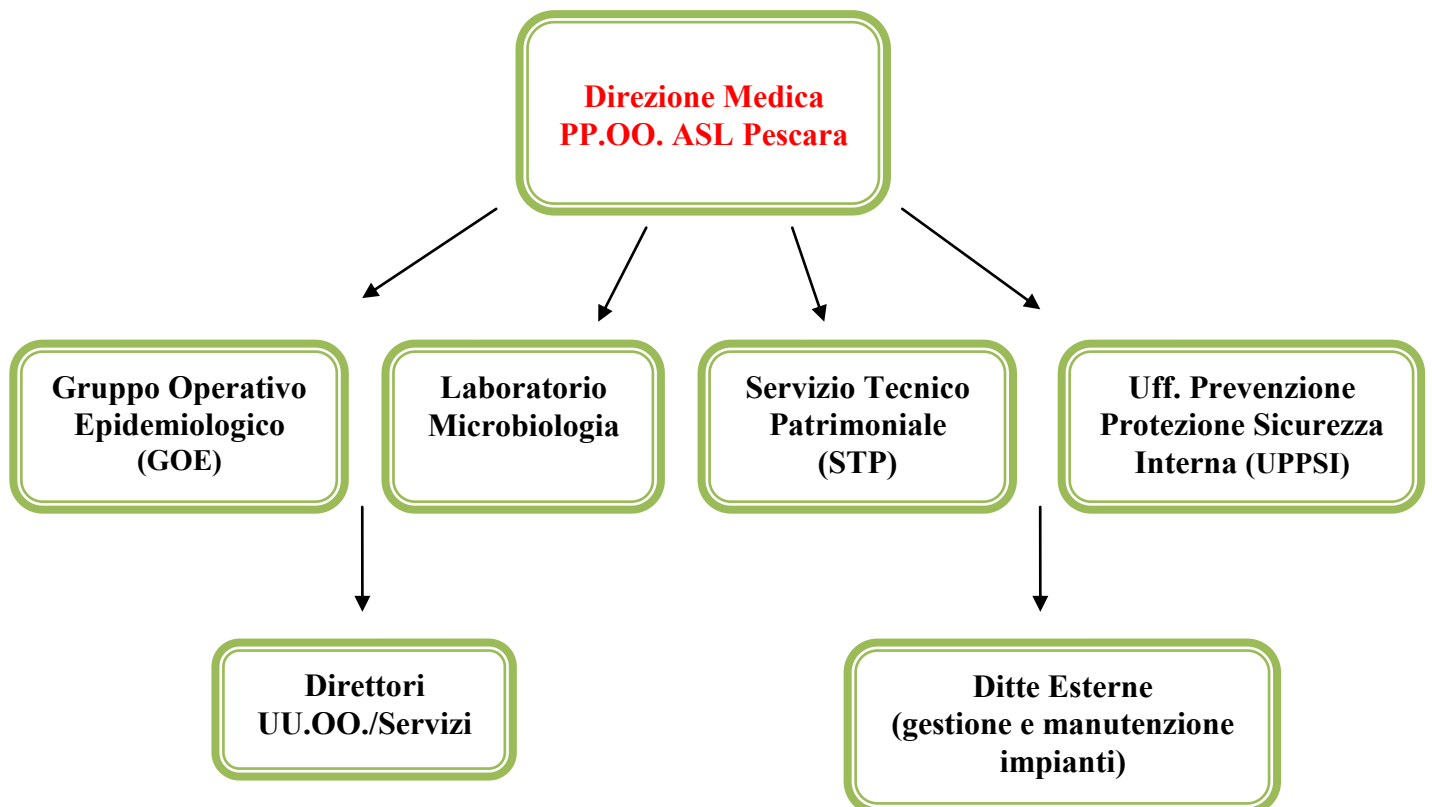 Direzione Medica
PP.OO. ASL Pescara
Gruppo Operativo
Epidemiologico
(GOE)
Laboratorio
Microbiologia
Servizio Tecnico
Patrimoniale
(STP)
Uff. Prevenzione
Protezione Sicurezza
Interna (UPPSI)
Direttori
UU.OO./Servizi
Ditte Esterne
(gestione e manutenzione
impianti)